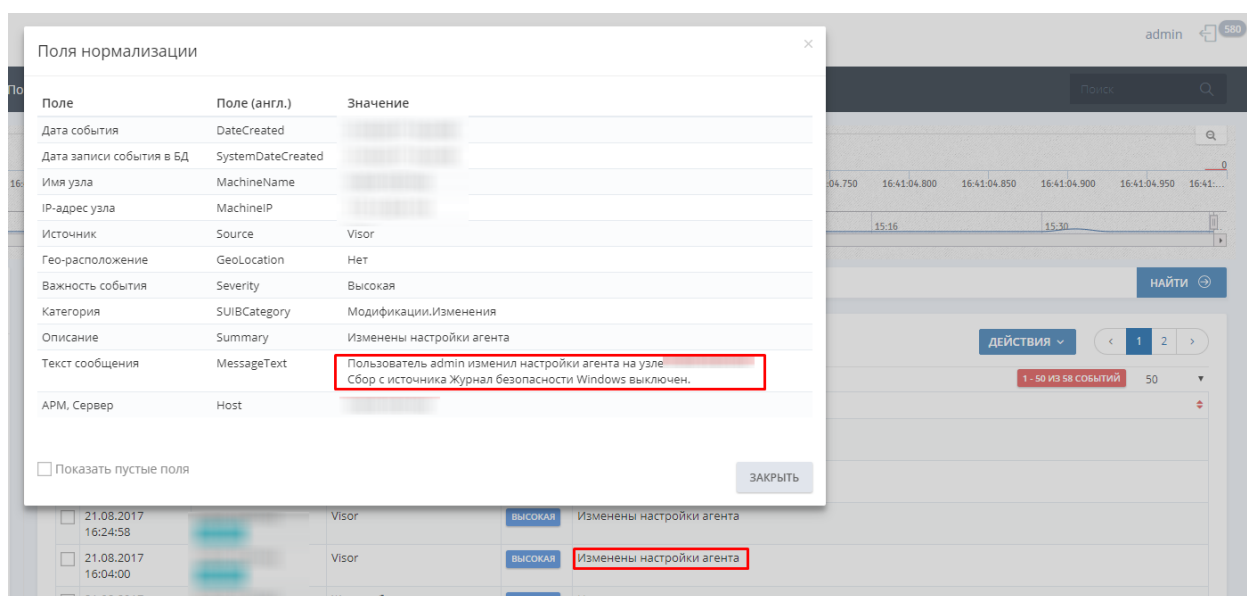 admin 580
Поля нормализации ×
По Поиск
Поле Поле (англ.) Значение
Дата события DateCreated
Дата записи события в БД SystemDateCreated
0
Имя узла MachineName
16: :04.750 16:41:04.800 16:41:04.850 16:41:04.900 16:41:04.950 16:41:...
IP-адрес узла MachineIP
15:16 15:30
Источник Source Visor
Гео-расположение GeoLocation Нет
Важность события Severity Высокая
НАЙТИ
Категория SUIBCategory Модификации.Изменения
Описание Summary Изменены настройки агента
ДЕЙСТВИЯ 1 2
Текст сообщения MessageText Пользователь admin изменил настройки агента на узле
Сбор с источника Журнал безопасности Windows выключен.
1 - 50 ИЗ 58 СОБЫТИЙ 50
АРМ, Сервер Host
Показать пустые поля
ЗАКРЫТЬ
21.08.2017 Visor ВЫСОКАЯ Изменены настройки агента
16:24:58
21.08.2017 Visor ВЫСОКАЯ Изменены настройки агента
16:04:00